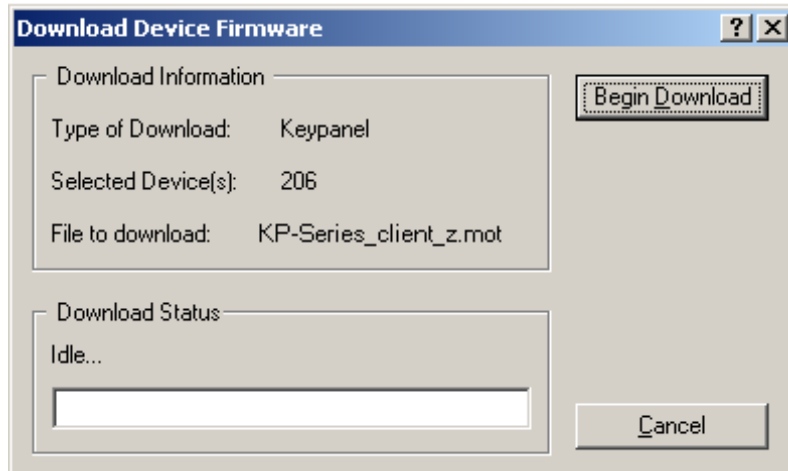 Download Device Firmware
Download Information
Type of Download: Keypanel
Selected Device(s): 206
File to download: KP-Series_client_z.mot
Begin Download
Download Status
Idle...
Cancel